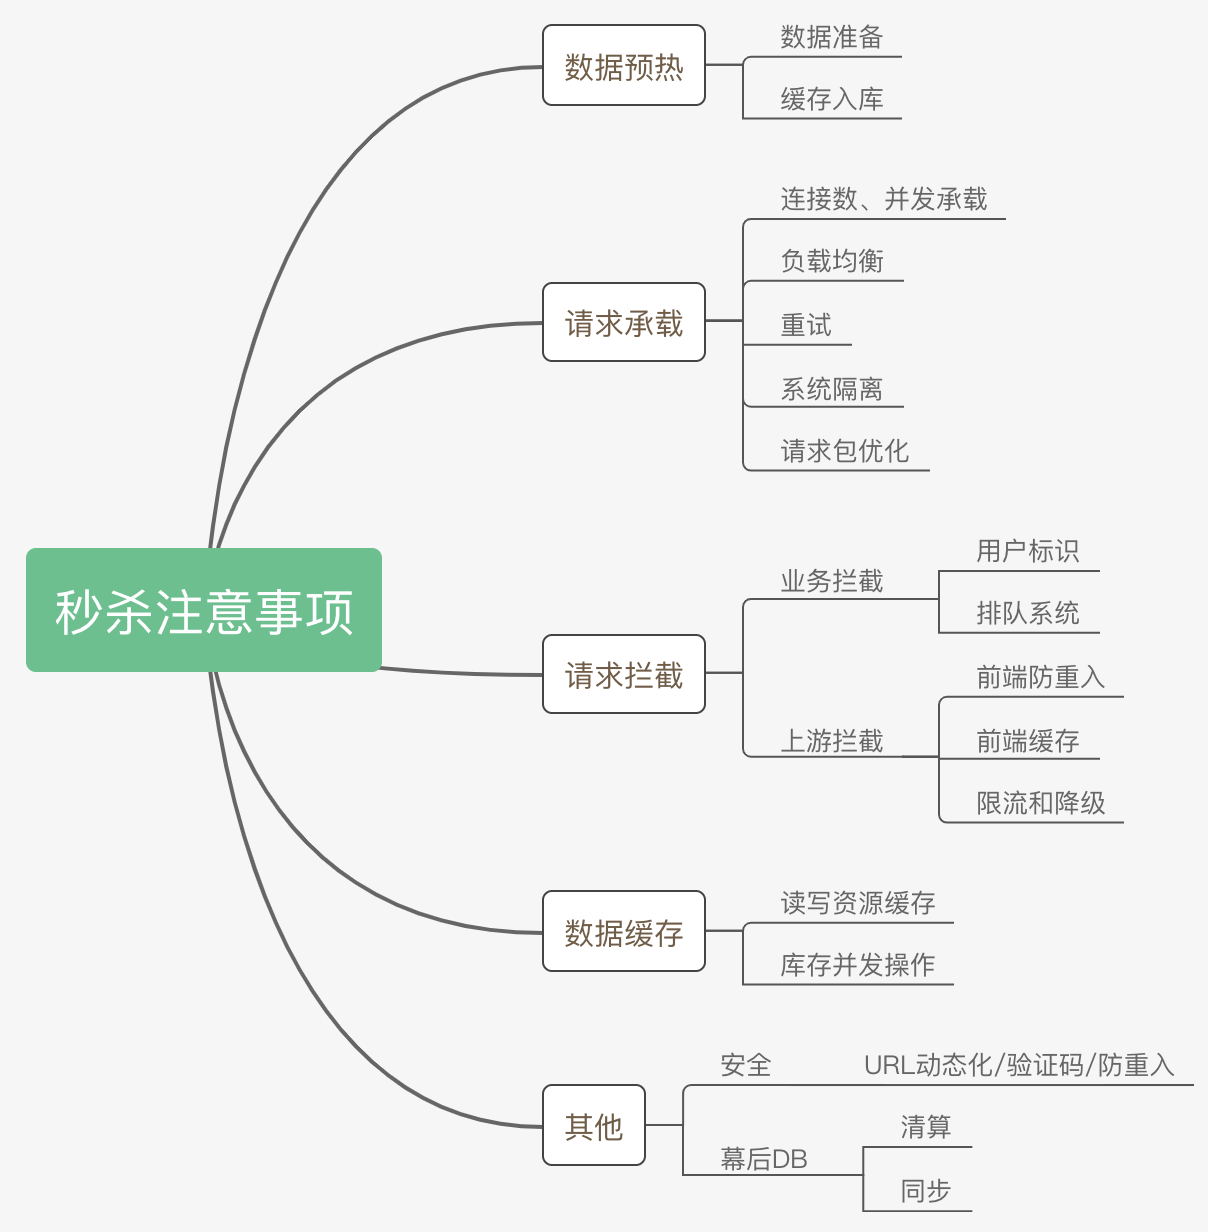 秒杀注意事项
数据预热
数据准备
缓存入库
请求承载
连接数、并发承载
负载均衡
重试
系统隔离
请求包优化
请求拦截
业务拦截
用户标识
排队系统
上游拦截
前端防重入
前端缓存
限流和降级
数据缓存
读写资源缓存
库存并发操作
其他
安全
URL动态化/验证码/防重入
幕后DB
清算
同步